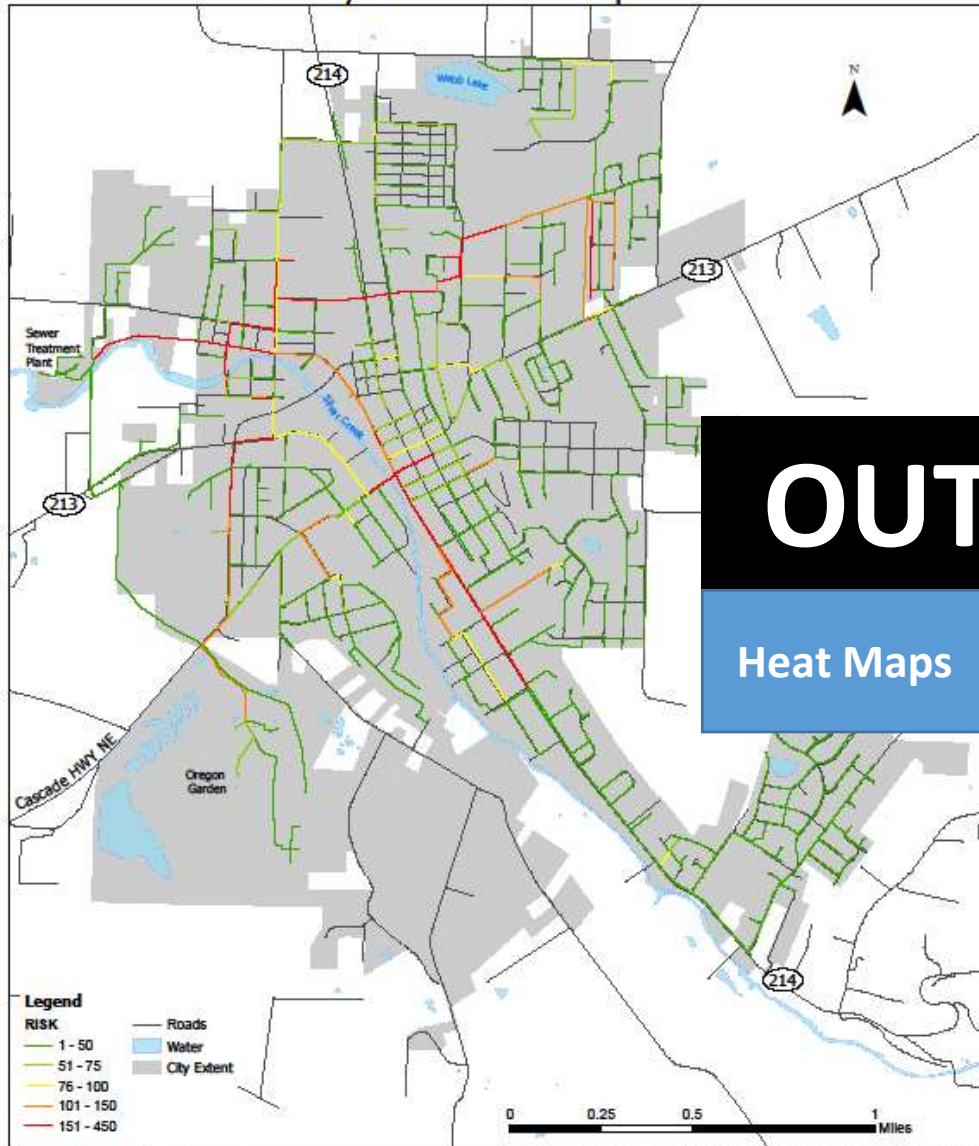 214
Webb Lake
N
213
Sewer
Treatment
Plant
Silver Creek
213
OUT
Heat Maps
Cascade HWY NE
Oregon
Garden
214
Legend
RISK
1 - 50
51 - 75
76 - 100
101 - 150
151 - 450
Roads
Water
City Extent
0 0.25 0.5 1
Miles